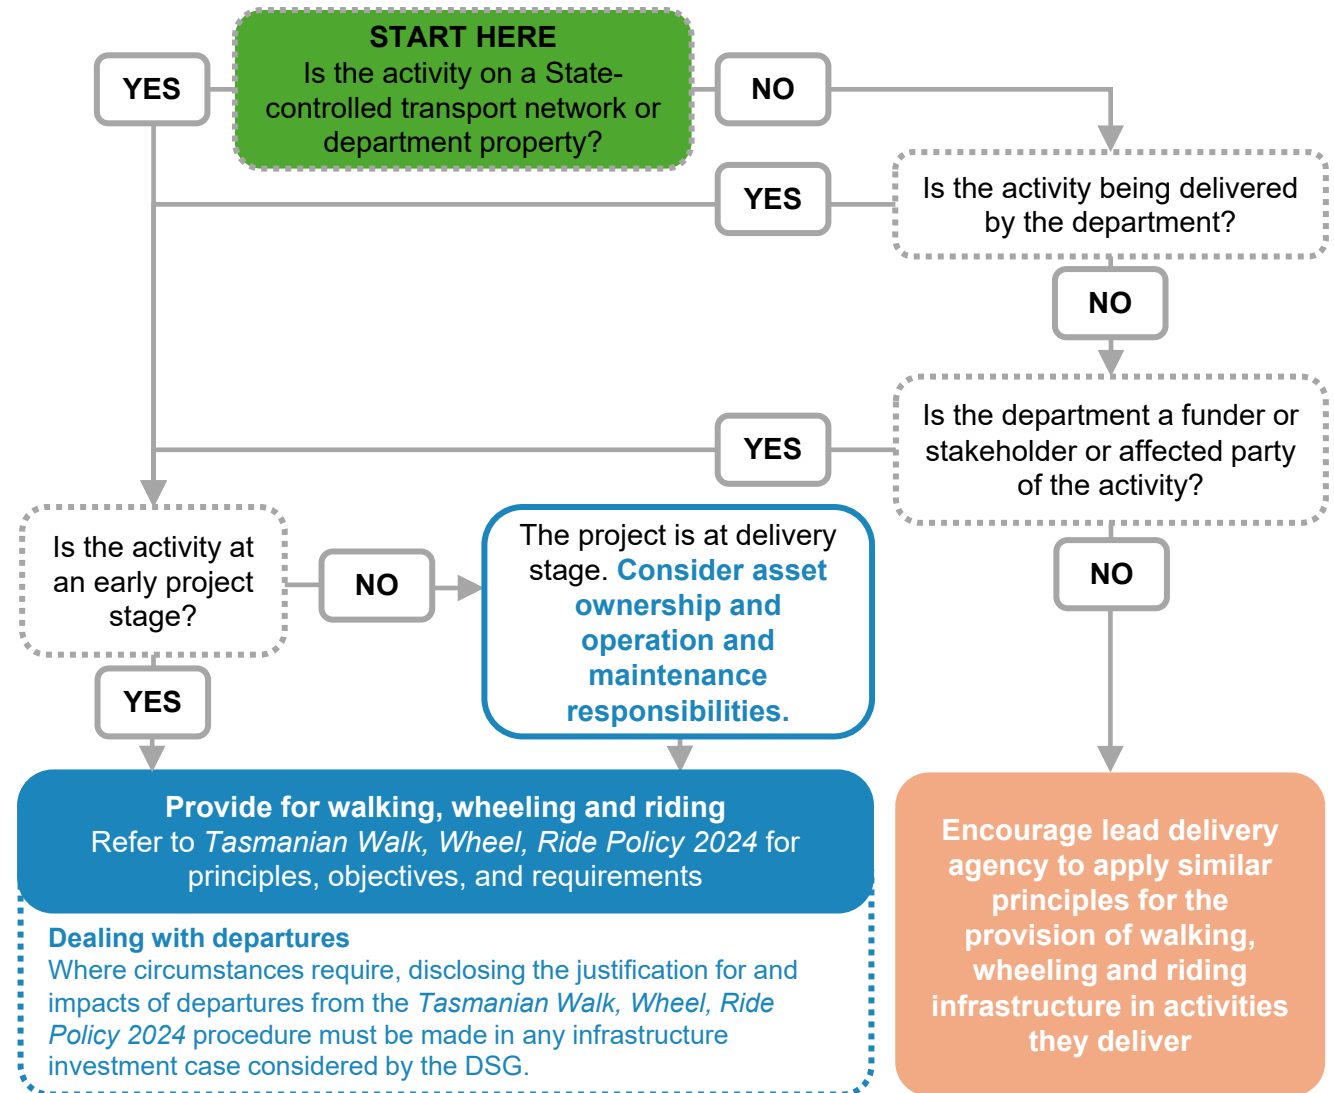 START HERE
Is the activity on a State-
controlled transport network or
department property?
YES
NO
Is the activity being delivered
by the department?
YES
NO
Is the department a funder or
stakeholder or affected party
of the activity?
YES
NO
Is the activity at
an early project
stage?
NO
The project is at delivery
stage. Consider asset
ownership and
operation and
maintenance
responsibilities.
YES
Provide for walking, wheeling and riding
Refer to Tasmanian Walk, Wheel, Ride Policy 2024 for
principles, objectives, and requirements
Dealing with departures
Where circumstances require, disclosing the justification for and
impacts of departures from the Tasmanian Walk, Wheel, Ride
Policy 2024 procedure must be made in any infrastructure
investment case considered by the DSG.
Encourage lead delivery
agency to apply similar
principles for the
provision of walking,
wheeling and riding
infrastructure in activities
they deliver